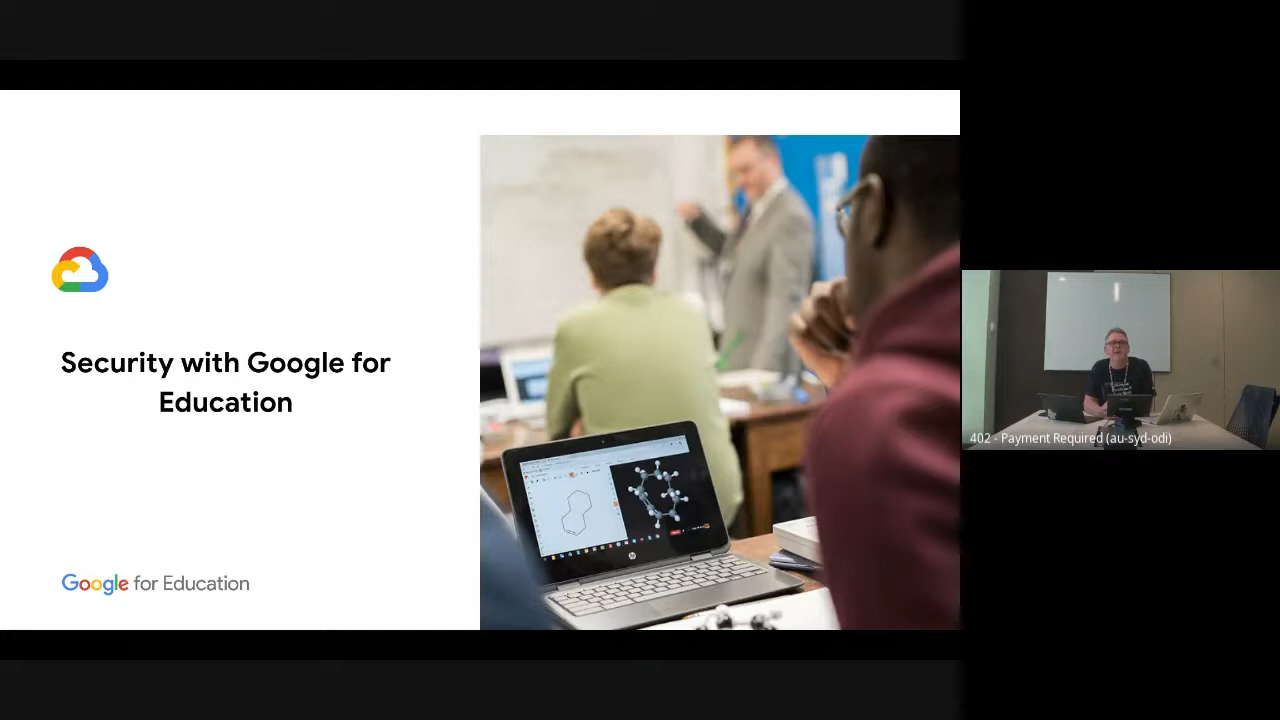 Security with Google for
Education
Google for Education
402 - Payment Required (au-syd-odi)